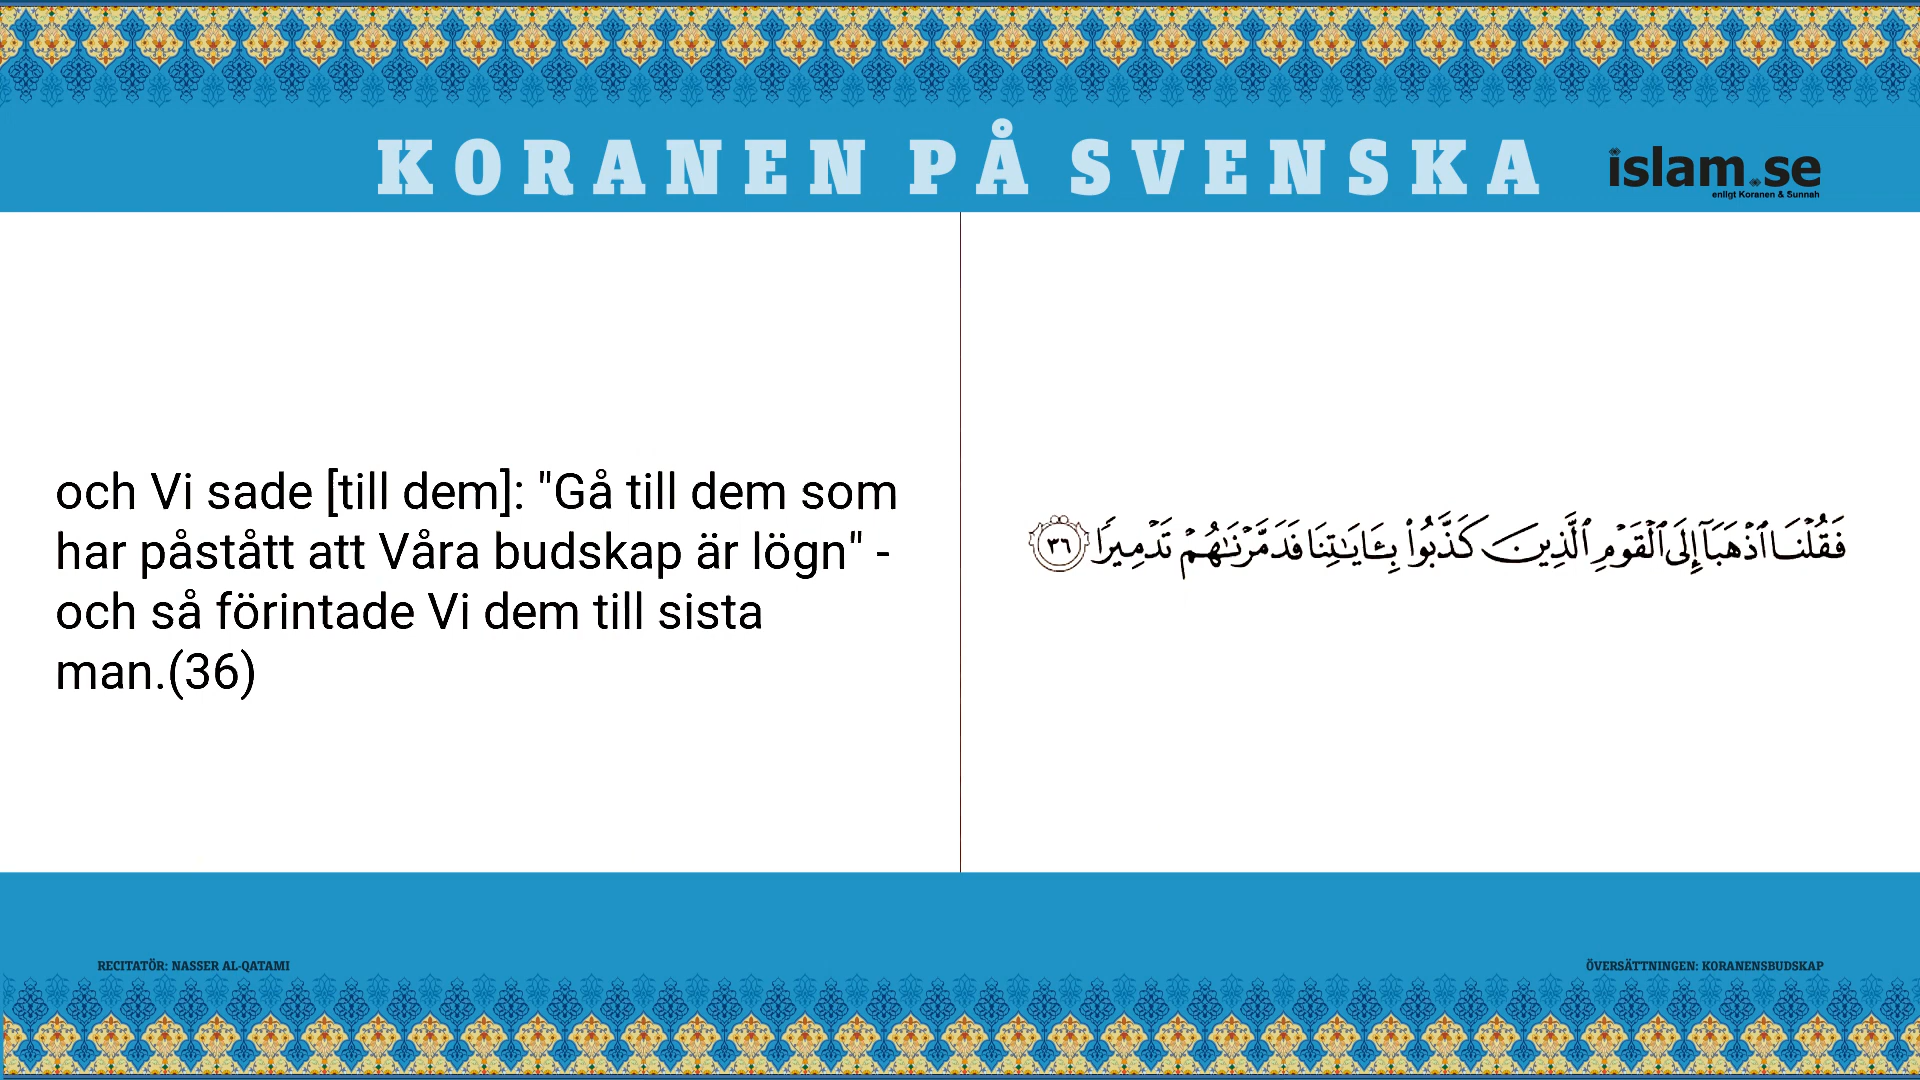 KORANEN PÅ SVENSKA
islam.se
enligt Koranen & Sunnah
och Vi sade [till dem]: "Gå till dem som
har påstått att Våra budskap är lögn" -
och så förintade Vi dem till sista
man.(36)
فَقُلْنَا ٱذْهَبَآ إِلَى ٱلْقَوْمِ ٱلَّذِينَ كَذَّبُوا۟ بِـَٔايَـٰتِنَا فَدَمَّرْنَـٰهُمْ تَدْمِيرًا ٣٦
RECITATÖR: NASSER AL-QATAMI
ÖVERSÄTTNINGEN: KORANENSBUDSKAP